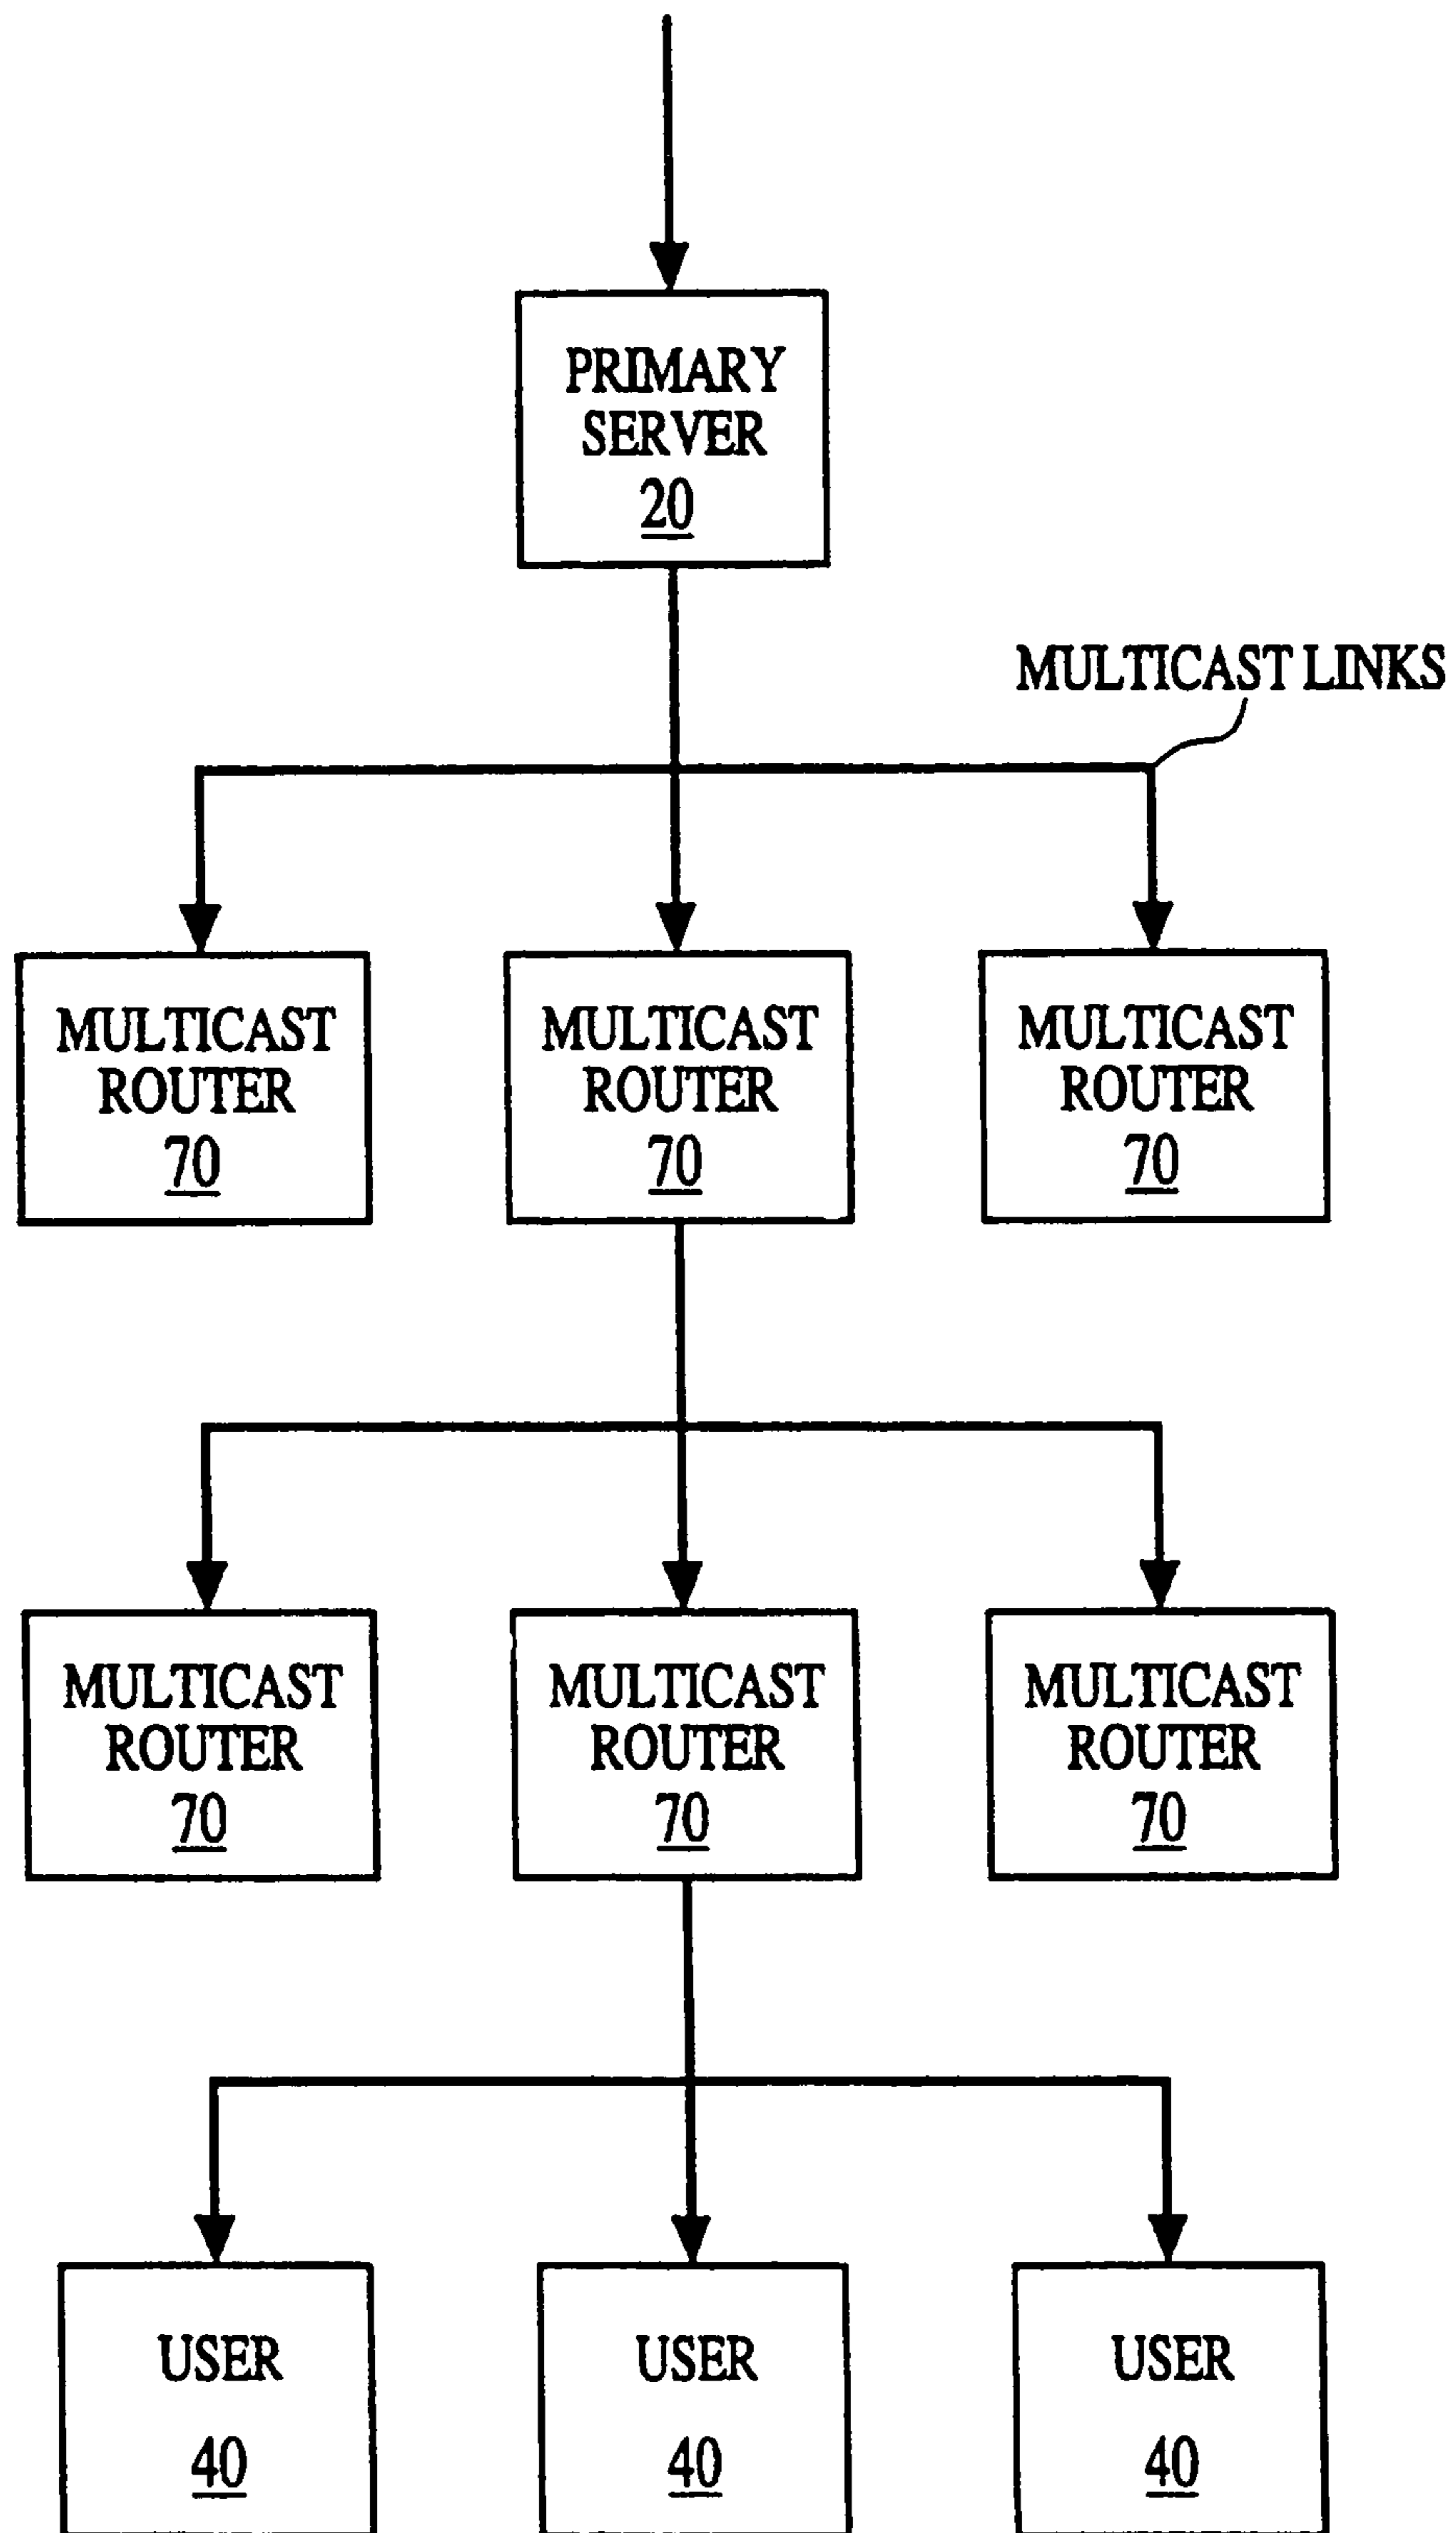 PRIMARY
SERVER
20
MULTICAST LINKS
MULTICAST
ROUTER
70
MULTICAST
ROUTER
70
MULTICAST
ROUTER
70
MULTICAST
ROUTER
70
MULTICAST
ROUTER
70
MULTICAST
ROUTER
70
USER
40
USER
40
USER
40